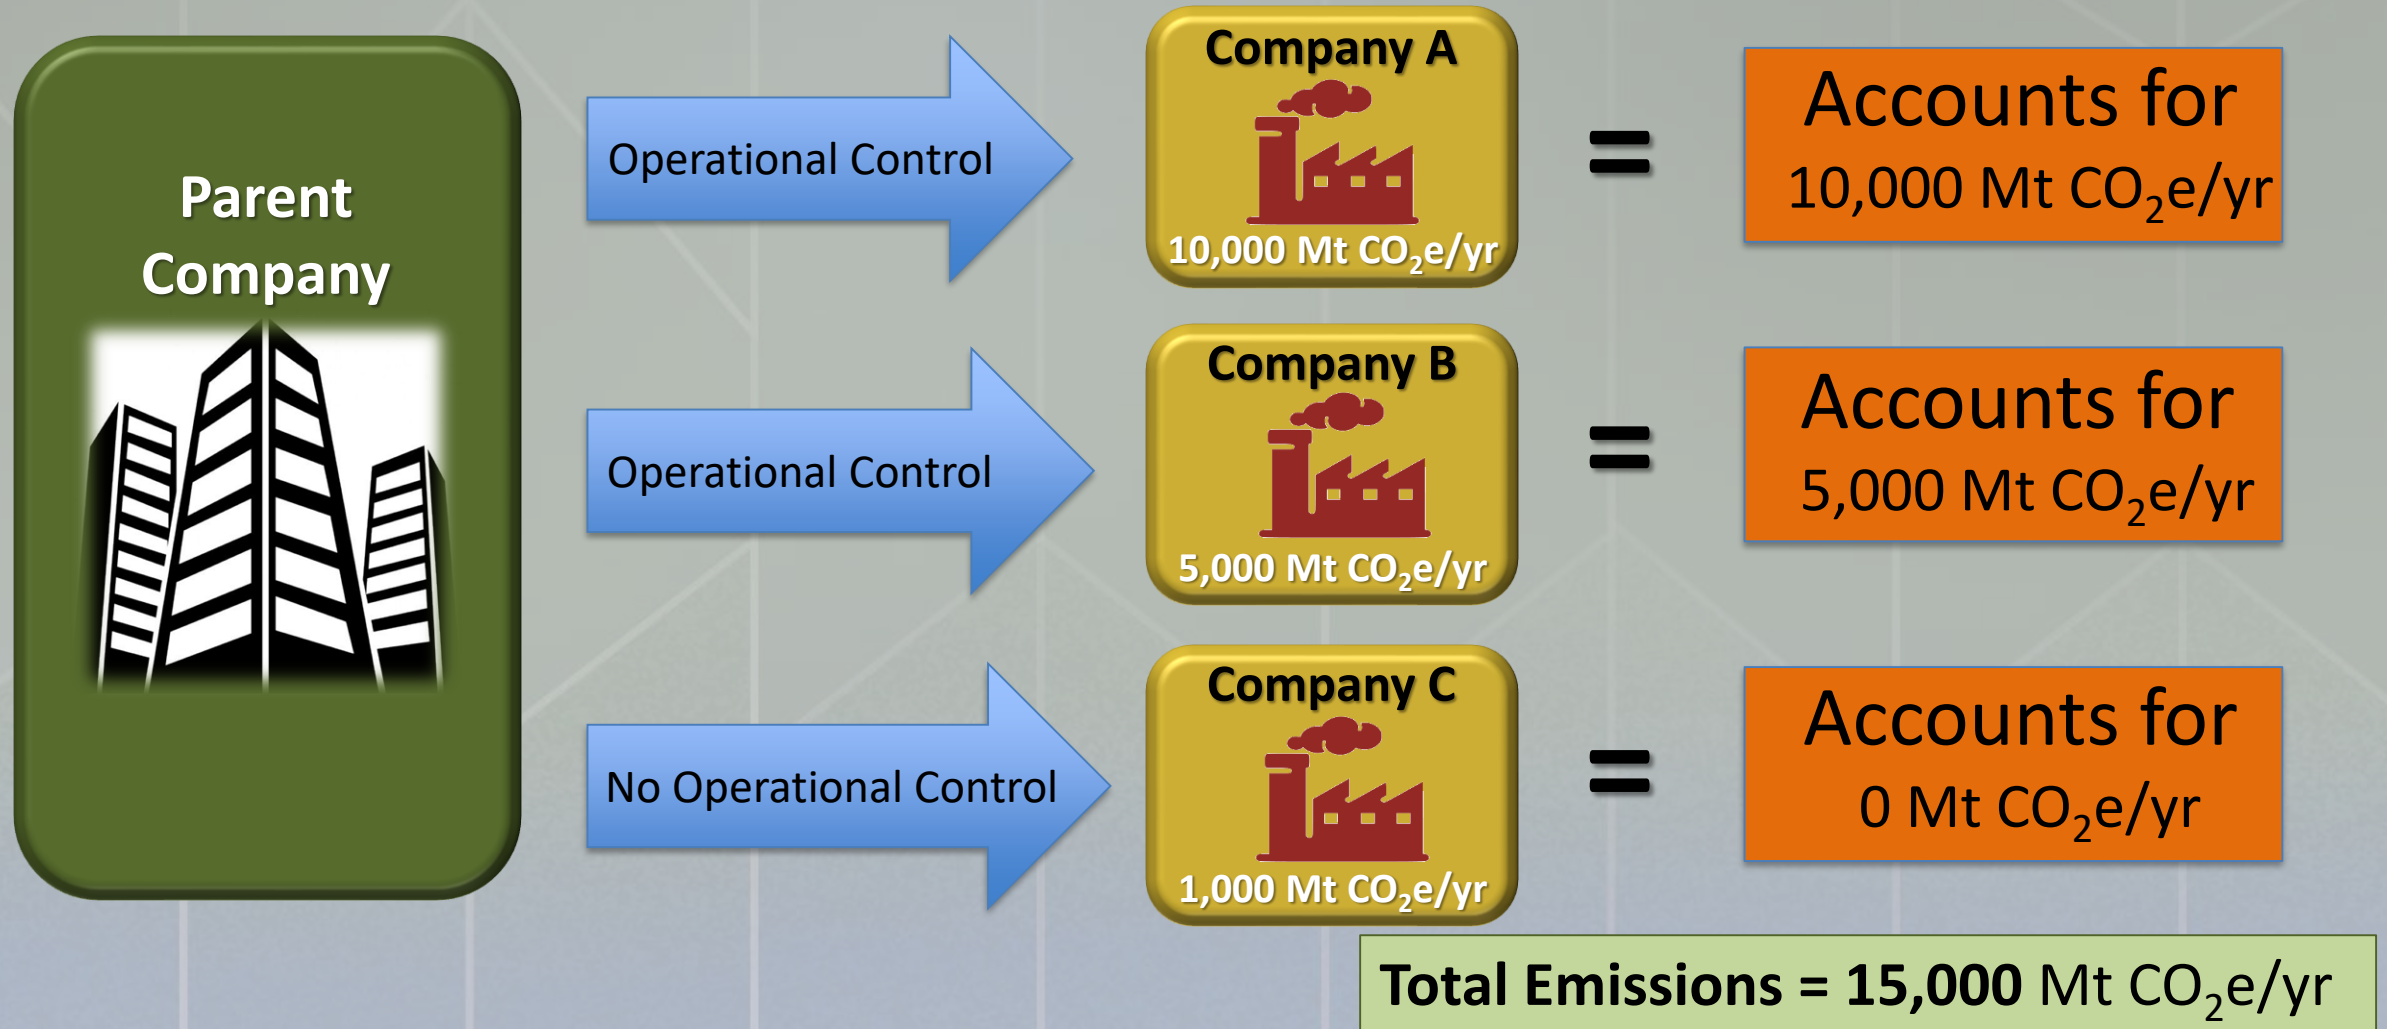 Parent
Company
Operational Control
Company A
10,000 Mt CO₂e/yr
=
Accounts for
10,000 Mt CO₂e/yr
Operational Control
Company B
5,000 Mt CO₂e/yr
=
Accounts for
5,000 Mt CO₂e/yr
No Operational Control
Company C
1,000 Mt CO₂e/yr
=
Accounts for
0 Mt CO₂e/yr
Total Emissions = 15,000 Mt CO₂e/yr